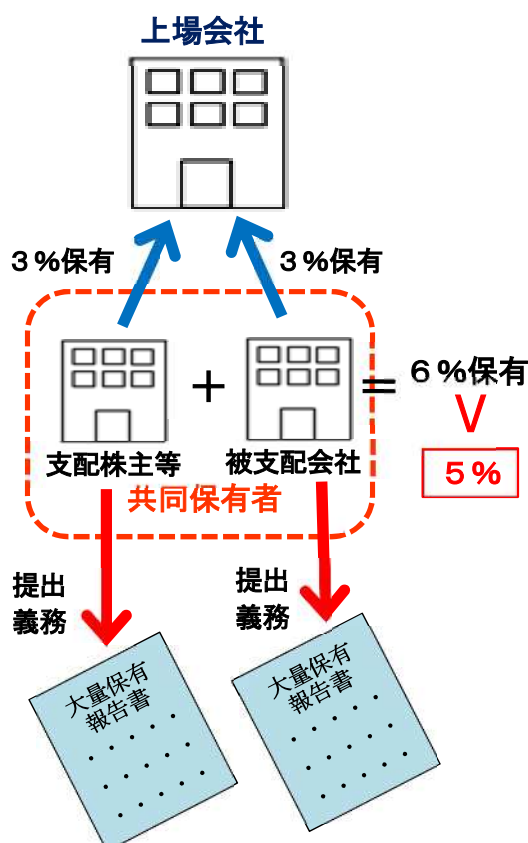 上場会社
３%保有
３%保有
＋
＝
６%保有
∨
５%
支配株主等
被支配会社
共同保有者
提出
義務
提出
義務
大量保有
報告書
大量保有
報告書